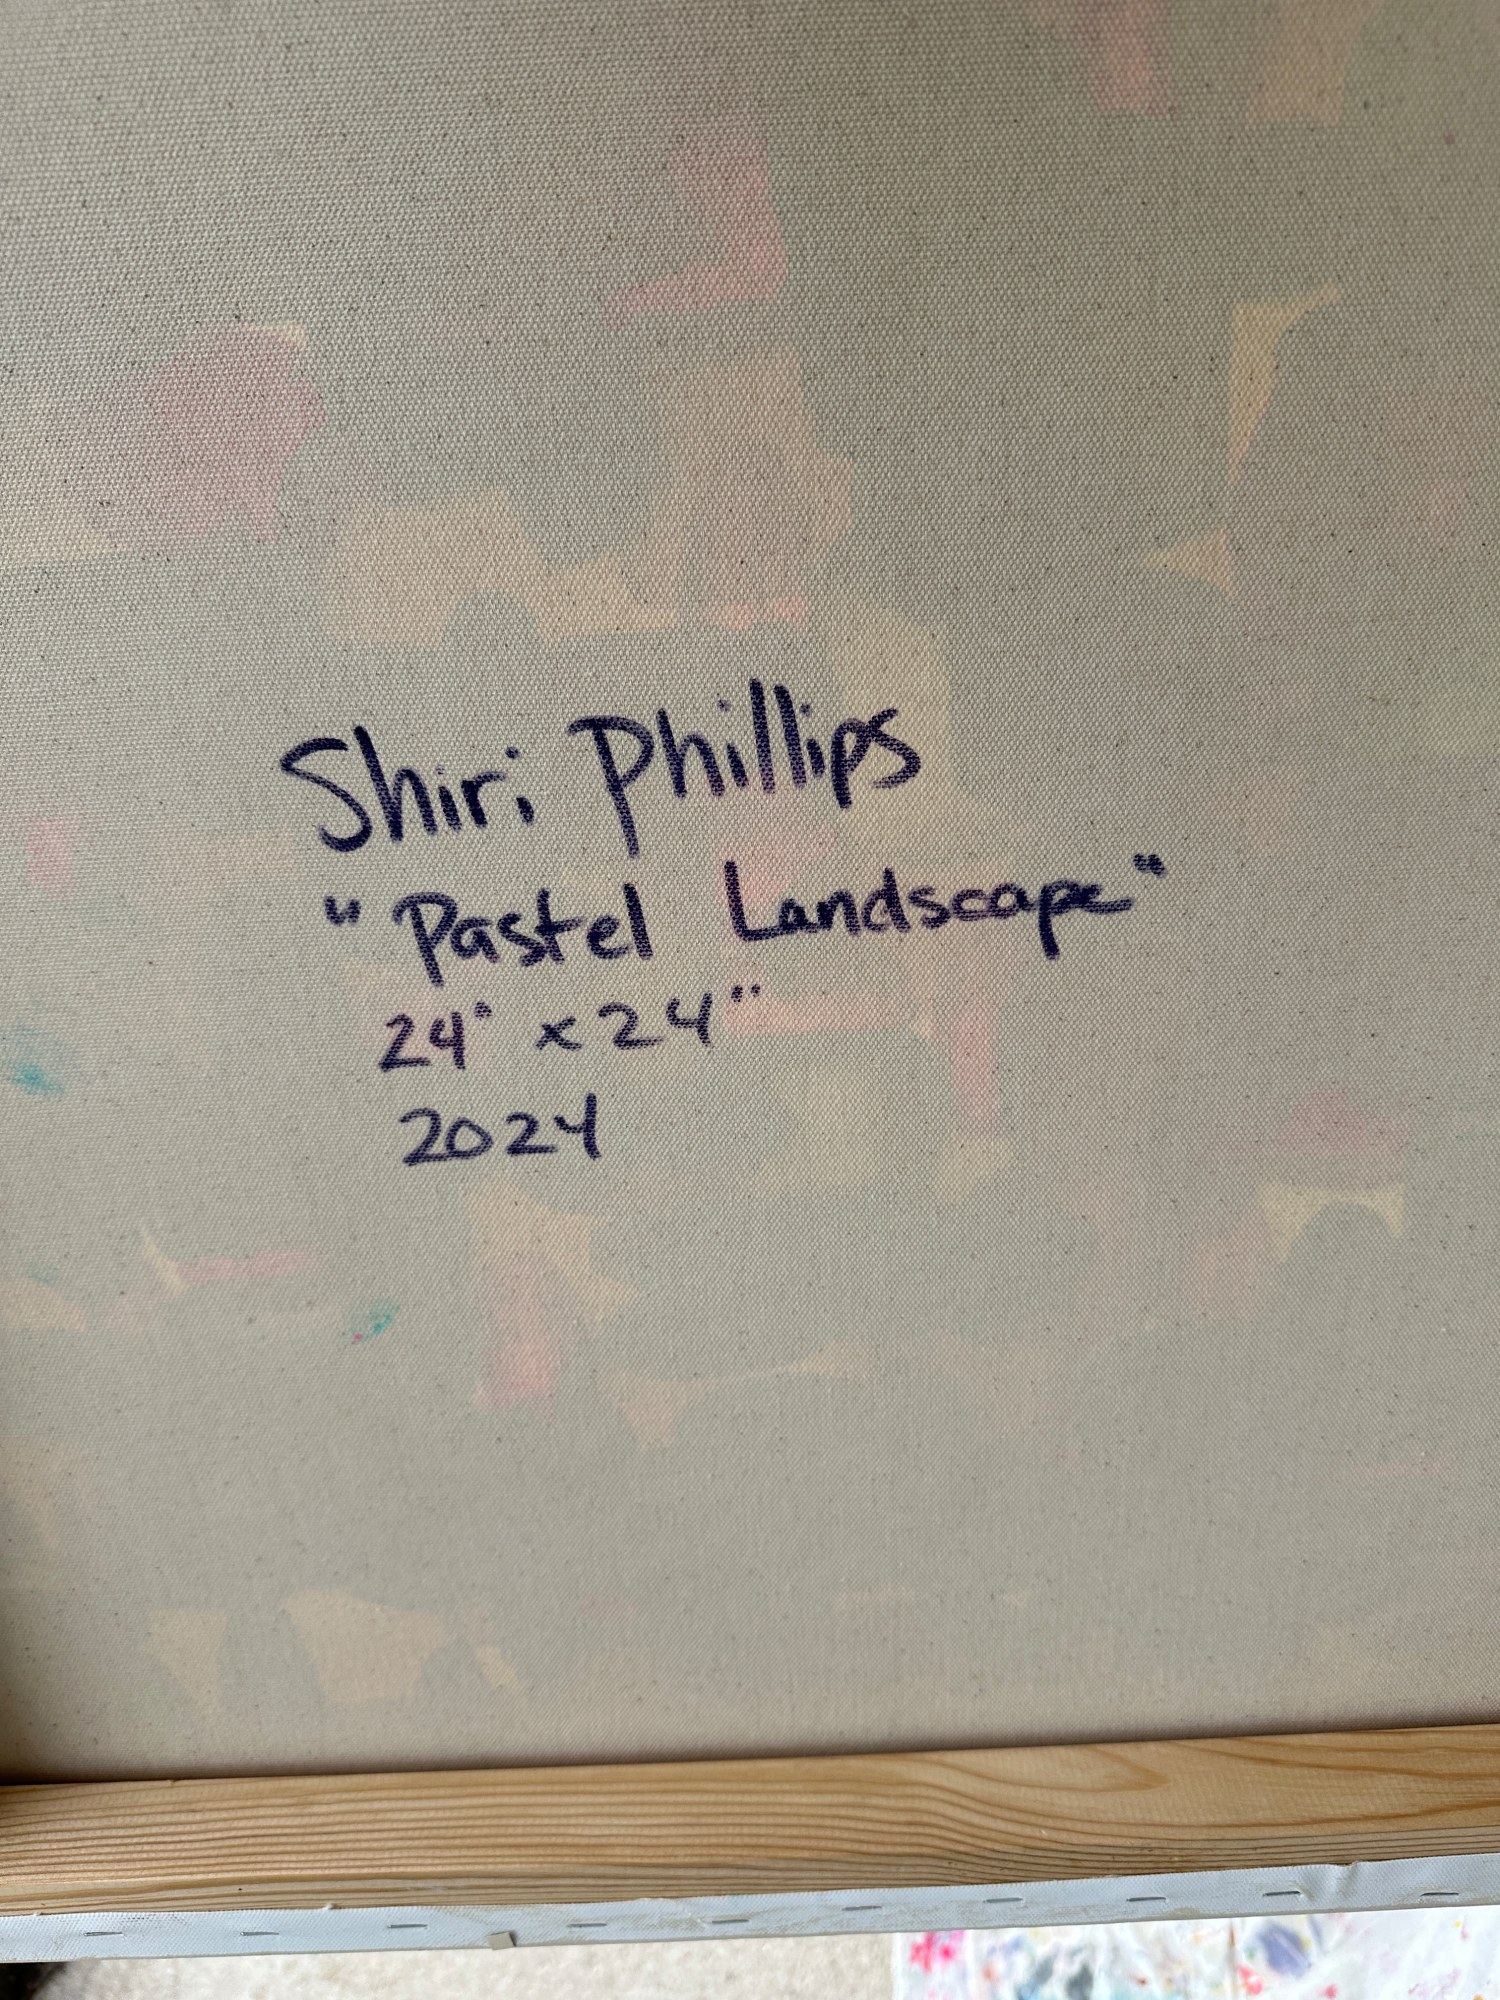 Shiri Phillips
"Pastel Landscape"
24" x 24"
2024